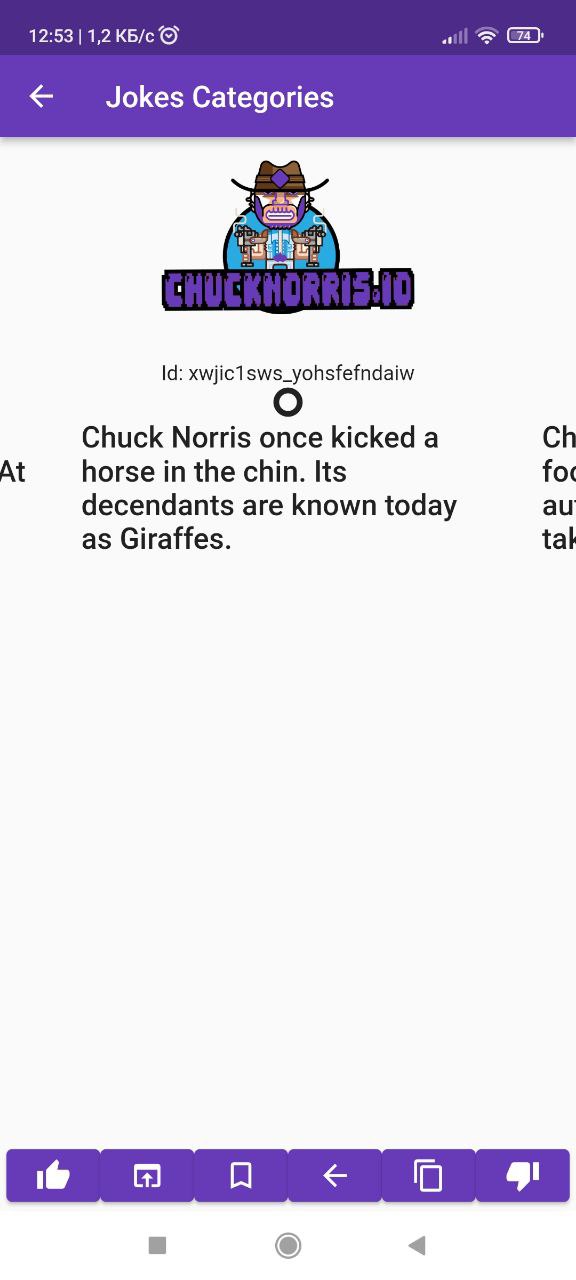 12:53 | 1,2 КБ/с
74
Jokes Categories
CHUCKNORRIS.IO
Id: xwjic1sws_yohsfefndaiw
Chuck Norris once kicked a
Ch
At
horse in the chin. Its
foo
decendants are known today
au
as Giraffes.
tak